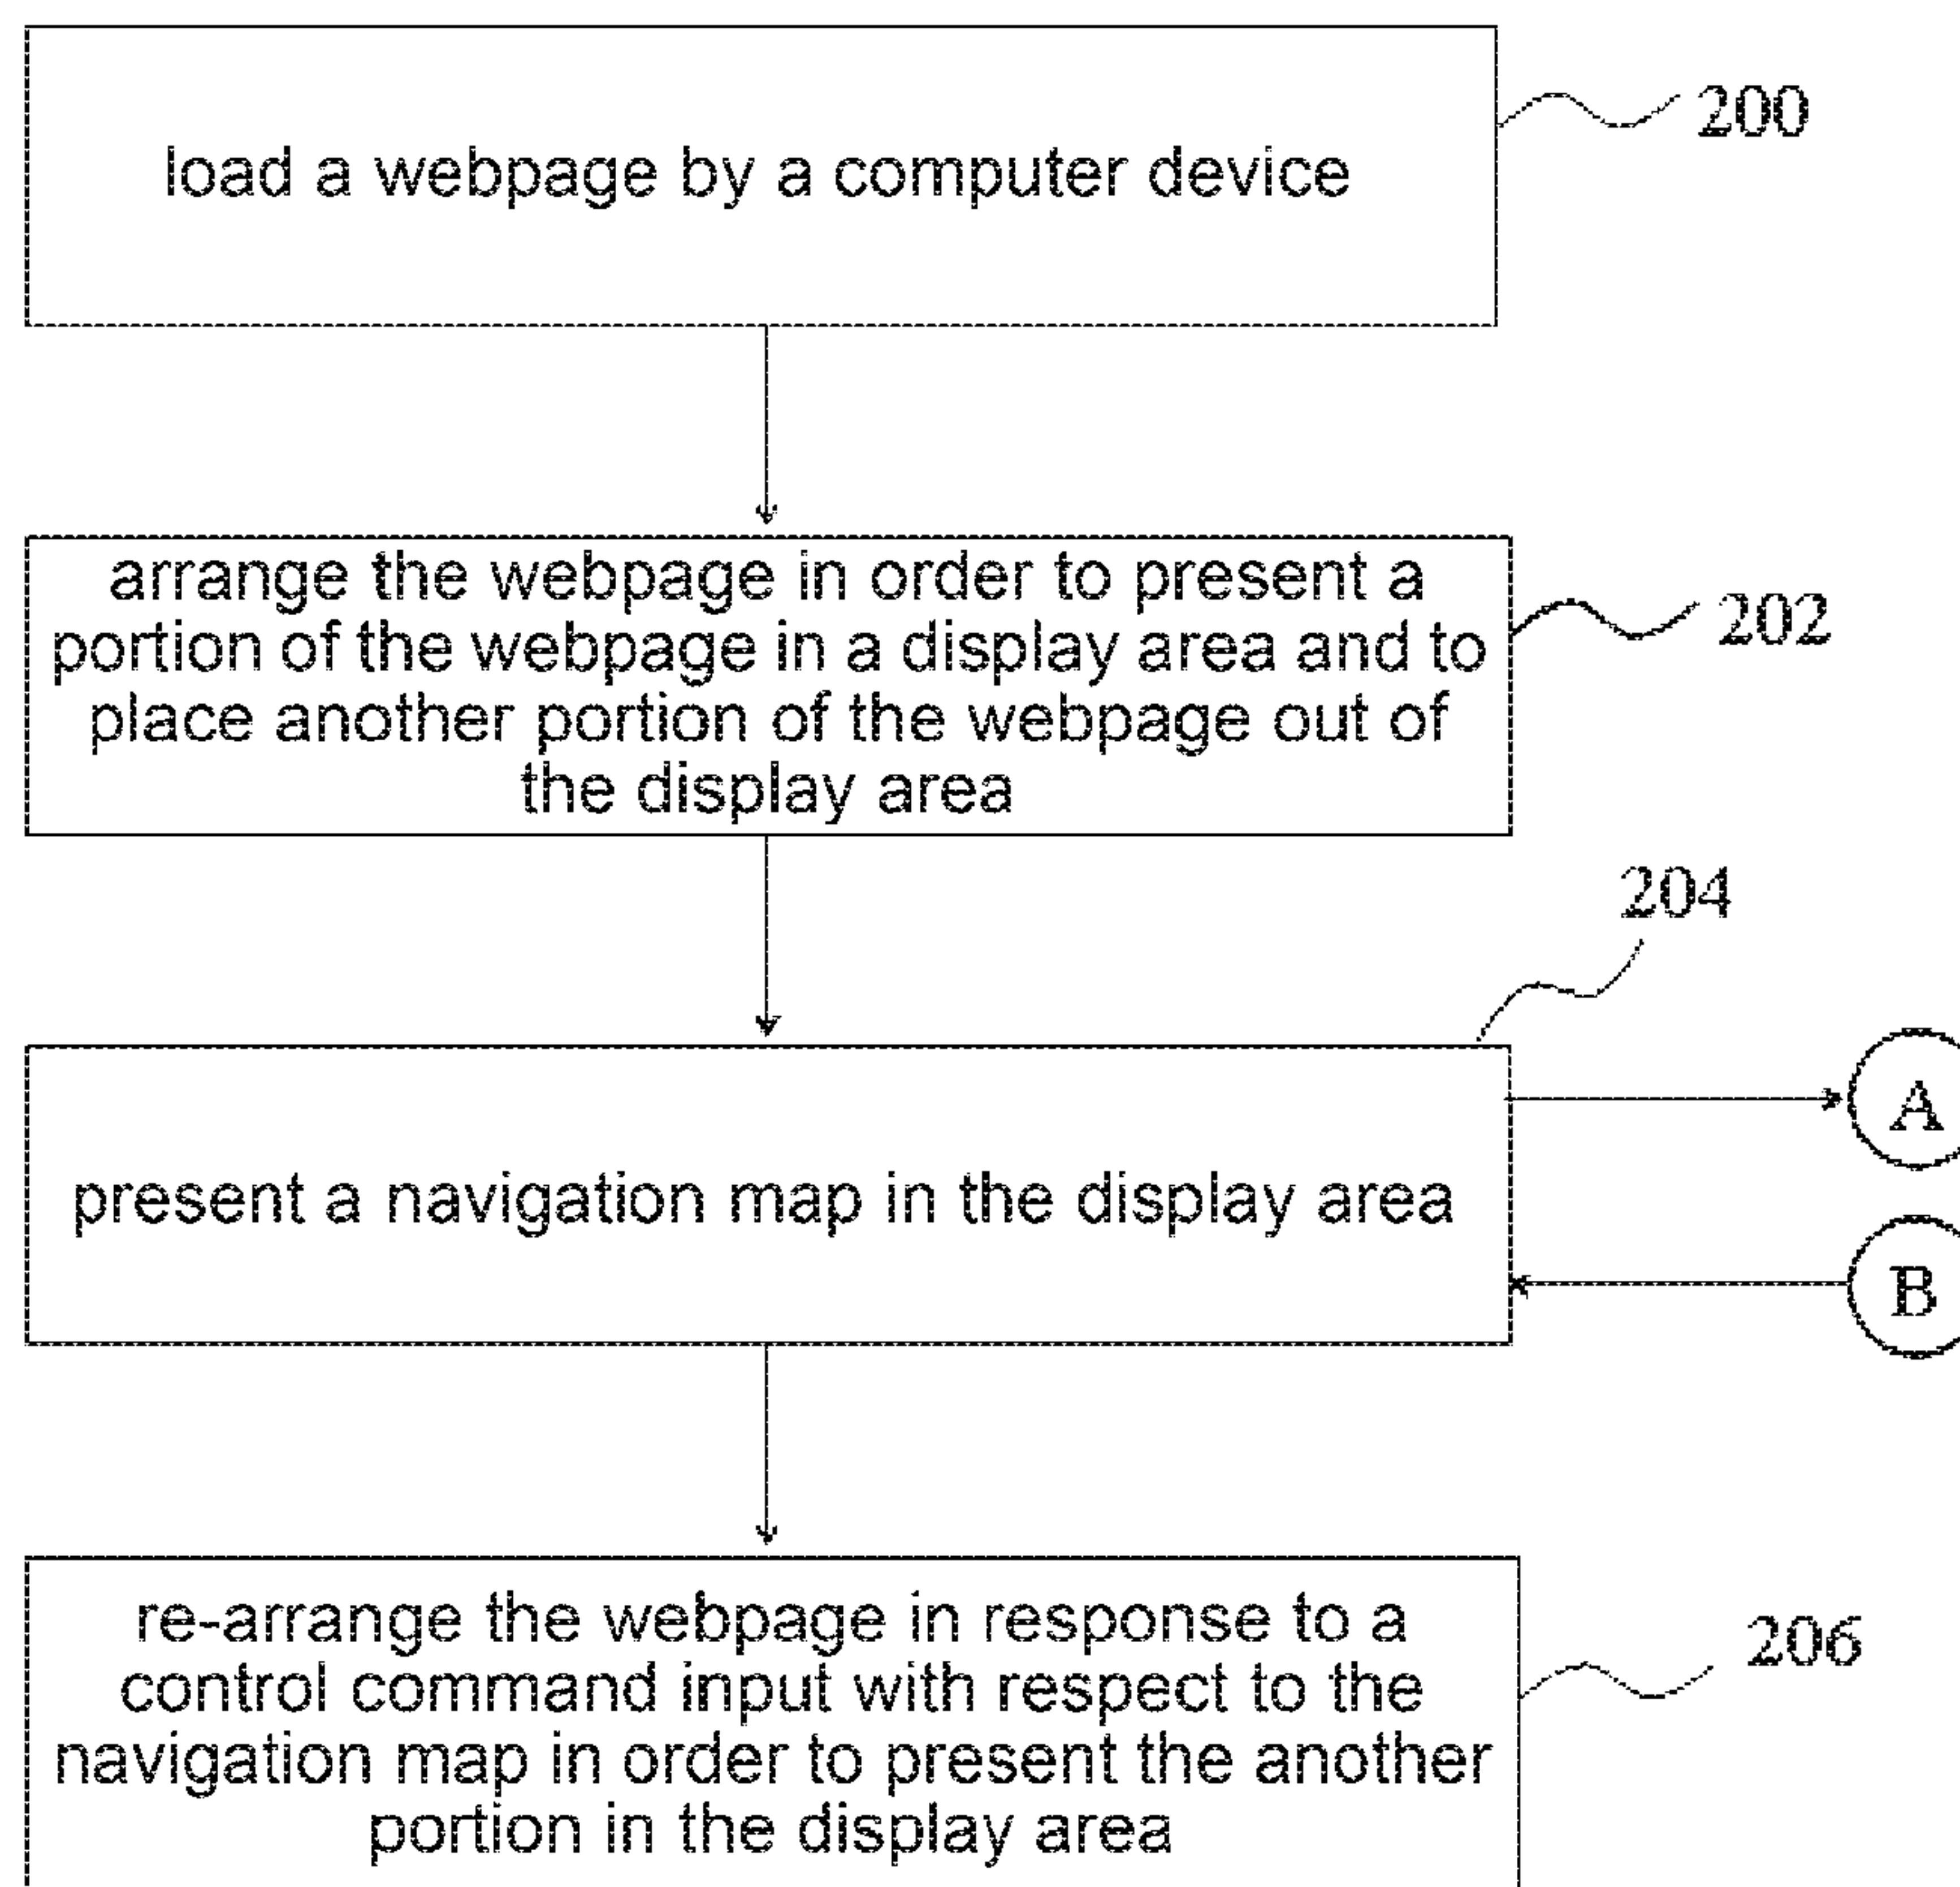 load a webpage by a computer device
200
arrange the webpage in order to present a
portion of the webpage in a display area and to
place another portion of the webpage out of
the display area
202
204
present a navigation map in the display area
A
B
re-arrange the webpage in response to a
control command input with respect to the
navigation map in order to present the another
portion in the display area
206